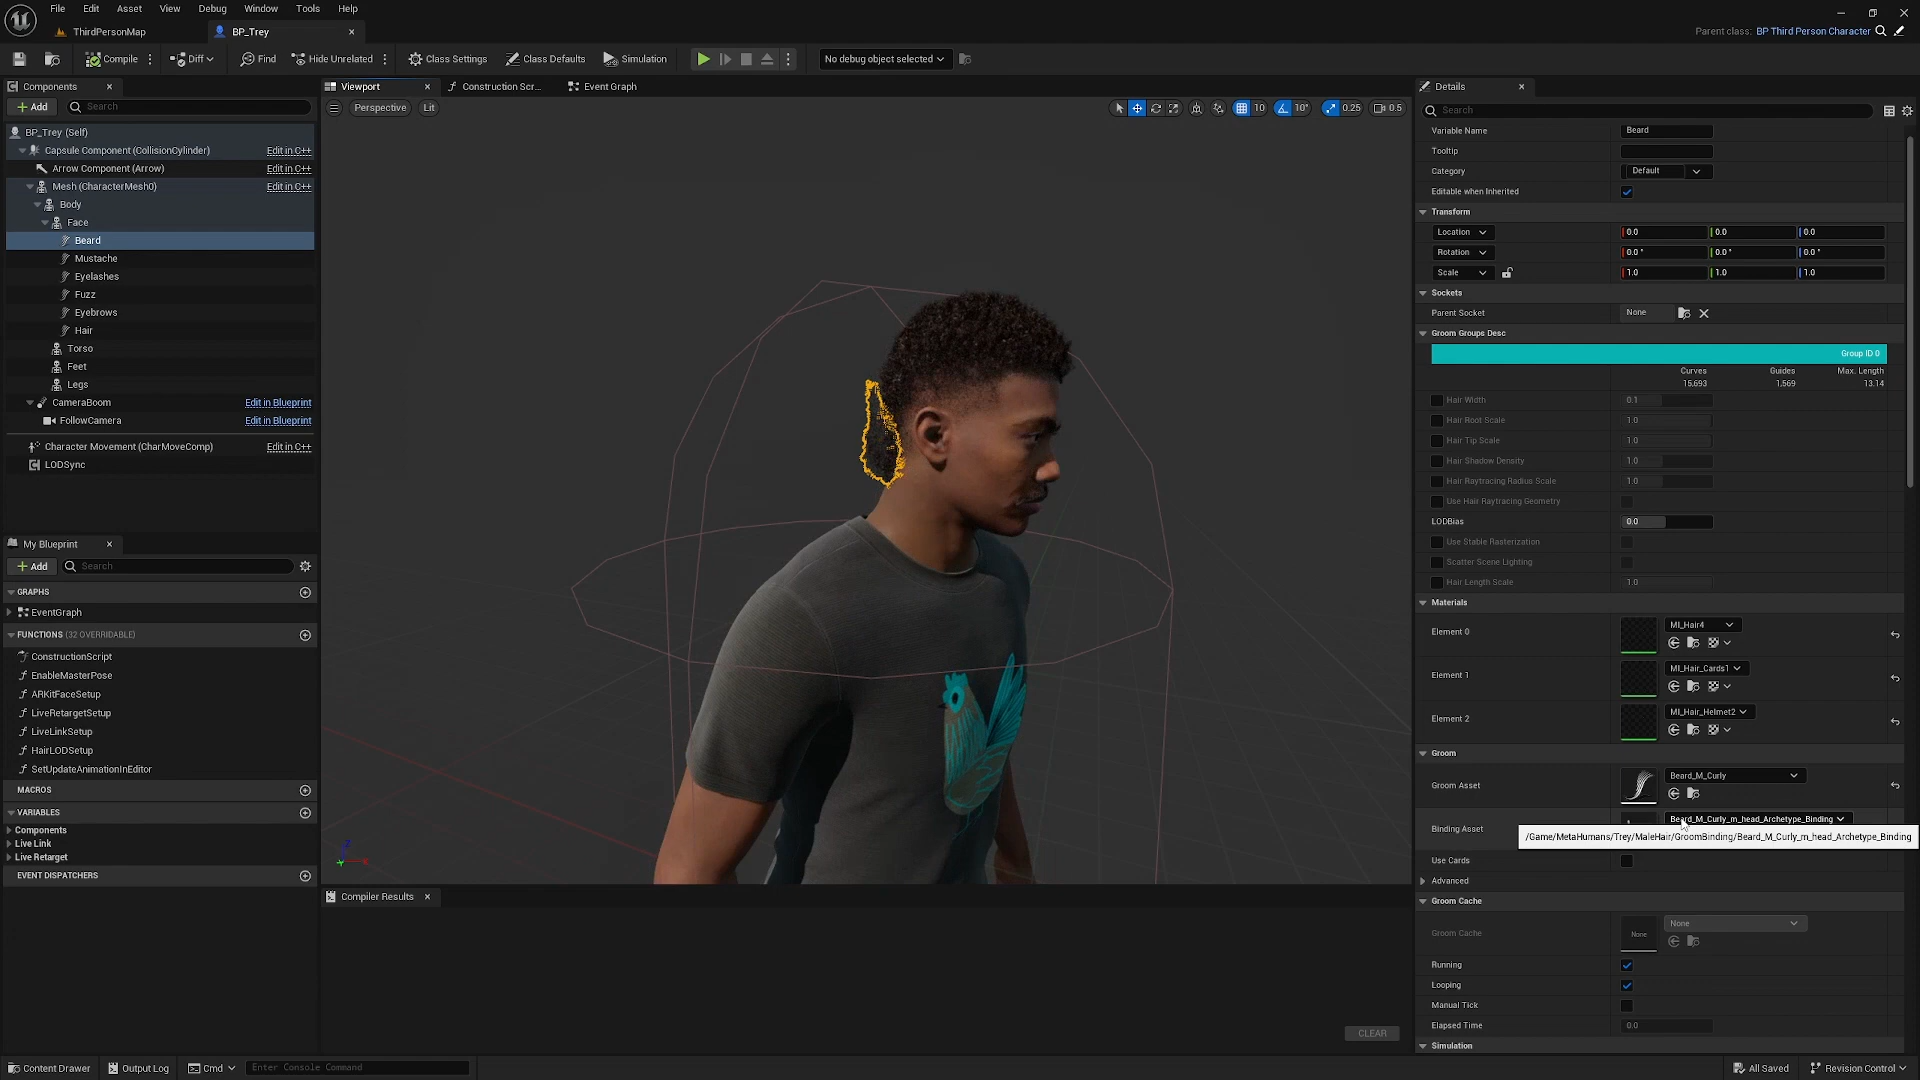 File Edit Asset View Debug Window Tools Help
ThirdPersonMap
BP_Trey
Parent class: BP Third Person Character
Compile
Diff
Find
Hide Unrelated
Class Settings
Class Defaults
Simulation
No debug object selected
Components
Add
Search
BP_Trey (Self)
Capsule Component (CollisionCylinder) Edit in C++
Arrow Component (Arrow) Edit in C++
Mesh (CharacterMesh0) Edit in C++
Body
Face
Beard
Mustache
Eyelashes
Fuzz
Eyebrows
Hair
Torso
Feet
Legs
CameraBoom Edit in Blueprint
FollowCamera Edit in Blueprint
Character Movement (CharMoveComp) Edit in C++
LODSync
My Blueprint
Add
Search
GRAPHS
EventGraph
FUNCTIONS (32 OVERRIDABLE)
ConstructionScript
EnableMasterPose
ARKitFaceSetup
LiveRetargetSetup
LiveLinkSetup
HairLODSetup
SetUpdateAnimationInEditor
MACROS
VARIABLES
Components
Live Link
Live Retarget
EVENT DISPATCHERS
Viewport
Construction Scr...
Event Graph
Perspective
Lit
10
10°
0.25
0.5
Z
X
Compiler Results
CLEAR
Details
Search
Variable Name Beard
Tooltip
Category Default
Editable when Inherited
Transform
Location 0.0 0.0 0.0
Rotation 0.0 ° 0.0 ° 0.0 °
Scale 1.0 1.0 1.0
Sockets
Parent Socket None
Groom Groups Desc
Group ID 0
Curves Guides Max. Length
15,693 1,569 13.14
Hair Width 0.1
Hair Root Scale 1.0
Hair Tip Scale 1.0
Hair Shadow Density 1.0
Hair Raytracing Radius Scale 1.0
Use Hair Raytracing Geometry
LODBias 0.0
Use Stable Rasterization
Scatter Scene Lighting
Hair Length Scale 1.0
Materials
Element 0 MI_Hair4
Element 1 MI_Hair_Cards1
Element 2 MI_Hair_Helmet2
Groom
Groom Asset Beard_M_Curly
Binding Asset Beard_M_Curly_m_head_Archetype_Binding
/Game/MetaHumans/Trey/MaleHair/GroomBinding/Beard_M_Curly_m_head_Archetype_Binding
Use Cards
Advanced
Groom Cache
Groom Cache None None
Running
Looping
Manual Tick
Elapsed Time 0.0
Simulation
Content Drawer
Output Log
Cmd
Enter Console Command
All Saved
Revision Control